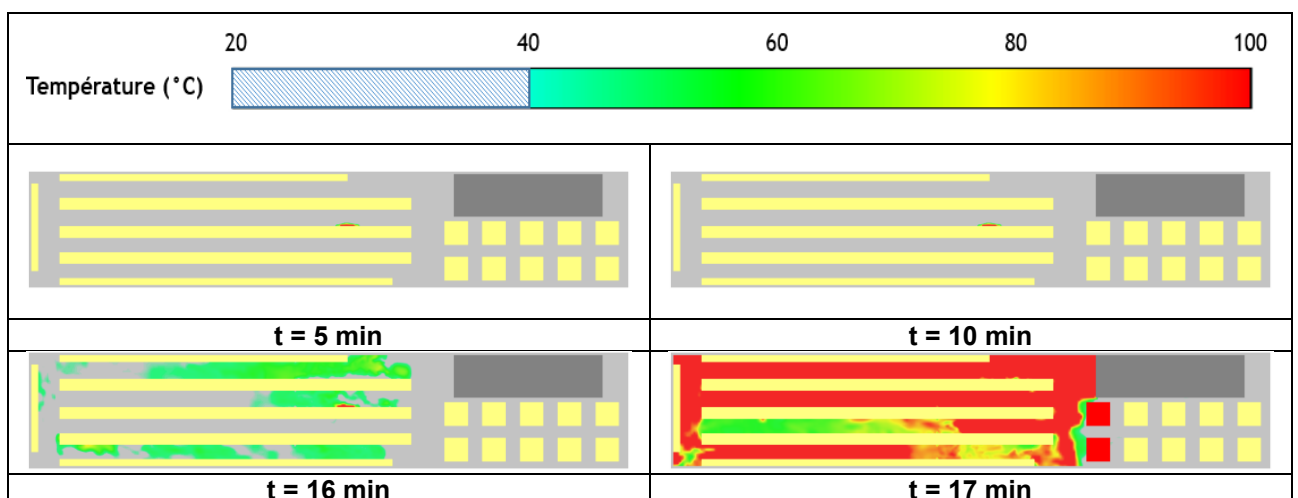 20 40 60 80 100
Température (°C)
t = 5 min t = 10 min
t = 16 min t = 17 min